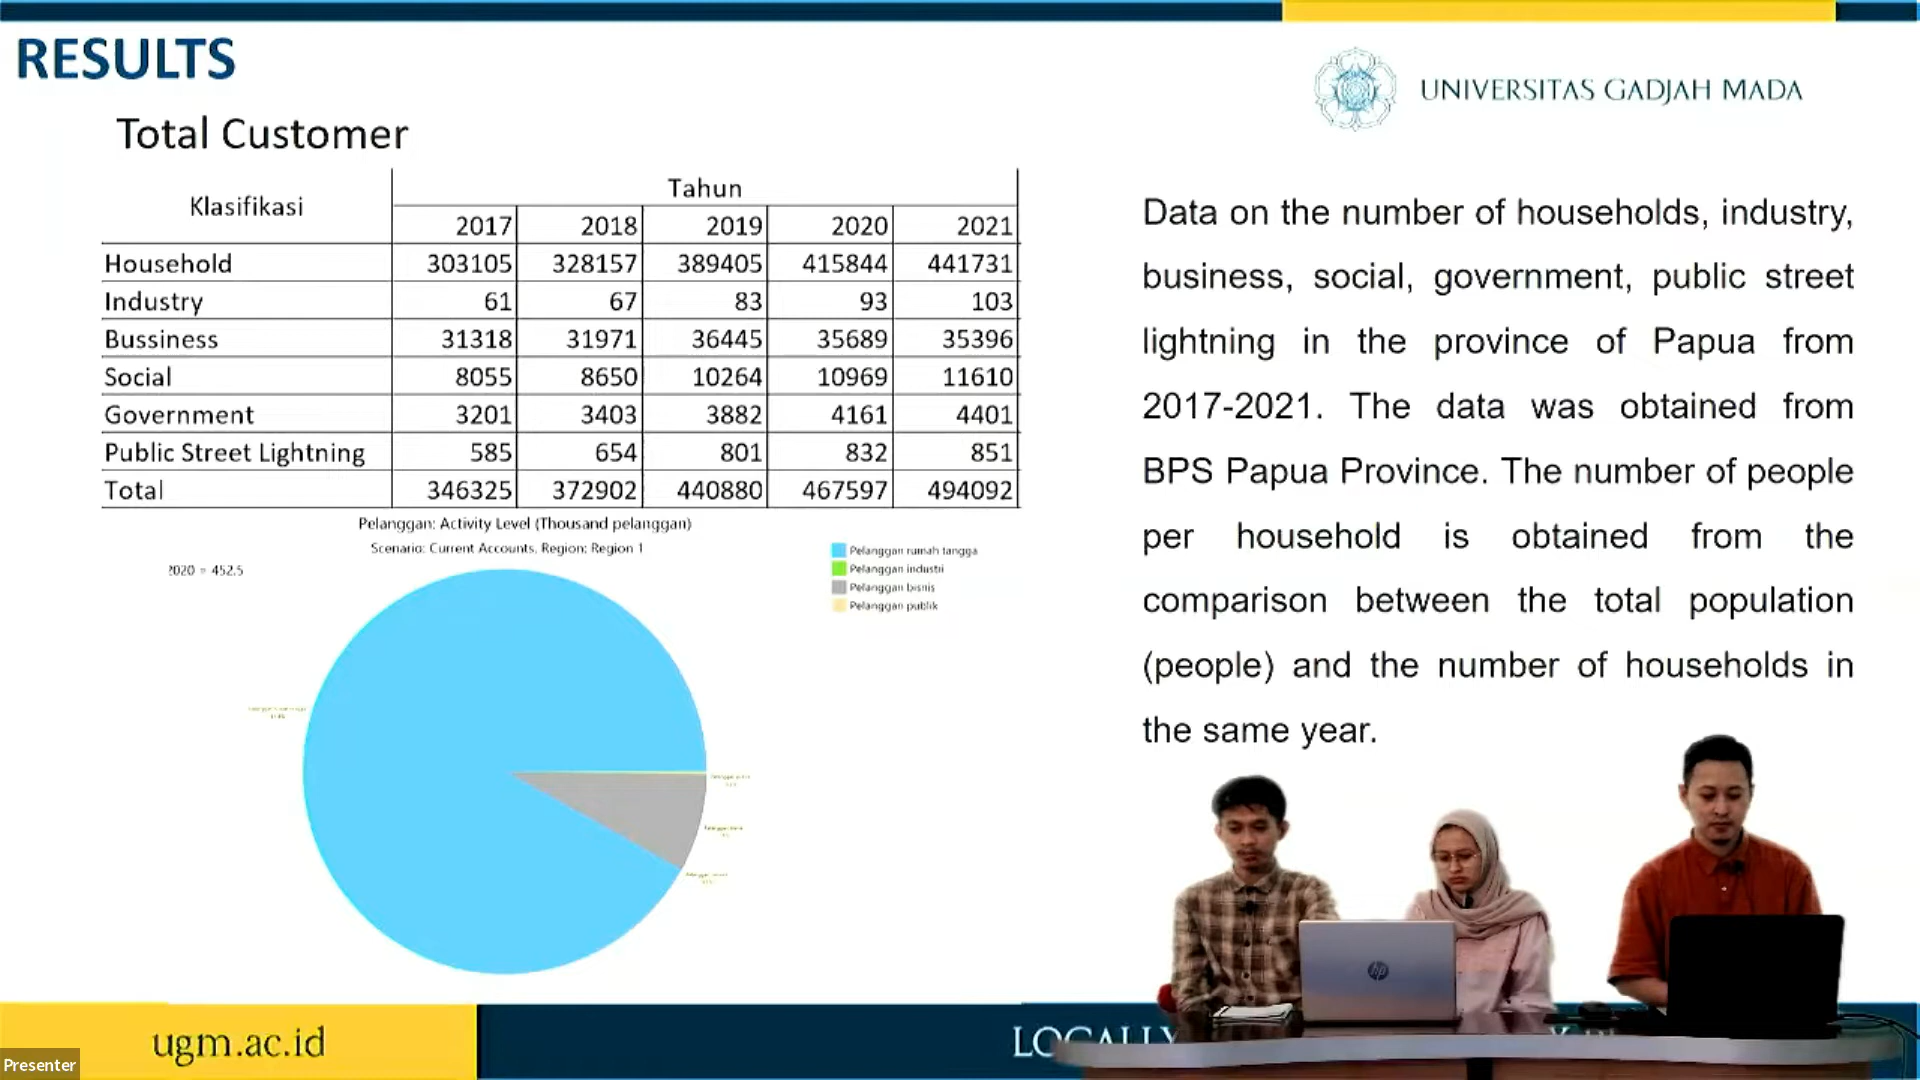 RESULTS
UNIVERSITAS GADJAH MADA
Total Customer
Klasifikasi Tahun
2017 2018 2019 2020 2021
Household 303105 328157 389405 415844 441731
Industry 61 67 83 93 103
Bussiness 31318 31971 36445 35689 35396
Social 8055 8650 10264 10969 11610
Government 3201 3403 3882 4161 4401
Public Street Lightning 585 654 801 832 851
Total 346325 372902 440880 467597 494092
Pelanggan: Activity Level (Thousand pelanggan)
Scenario: Current Accounts, Region: Region 1
2020 = 452.5
Pelanggan rumah tangga
Pelanggan industri
Pelanggan bisnis
Pelanggan publik
Data on the number of households, industry,
business, social, government, public street
lightning in the province of Papua from
2017-2021. The data was obtained from
BPS Papua Province. The number of people
per household is obtained from the
comparison between the total population
(people) and the number of households in
the same year.
hp
ugm.ac.id
LOCALLY
Presenter